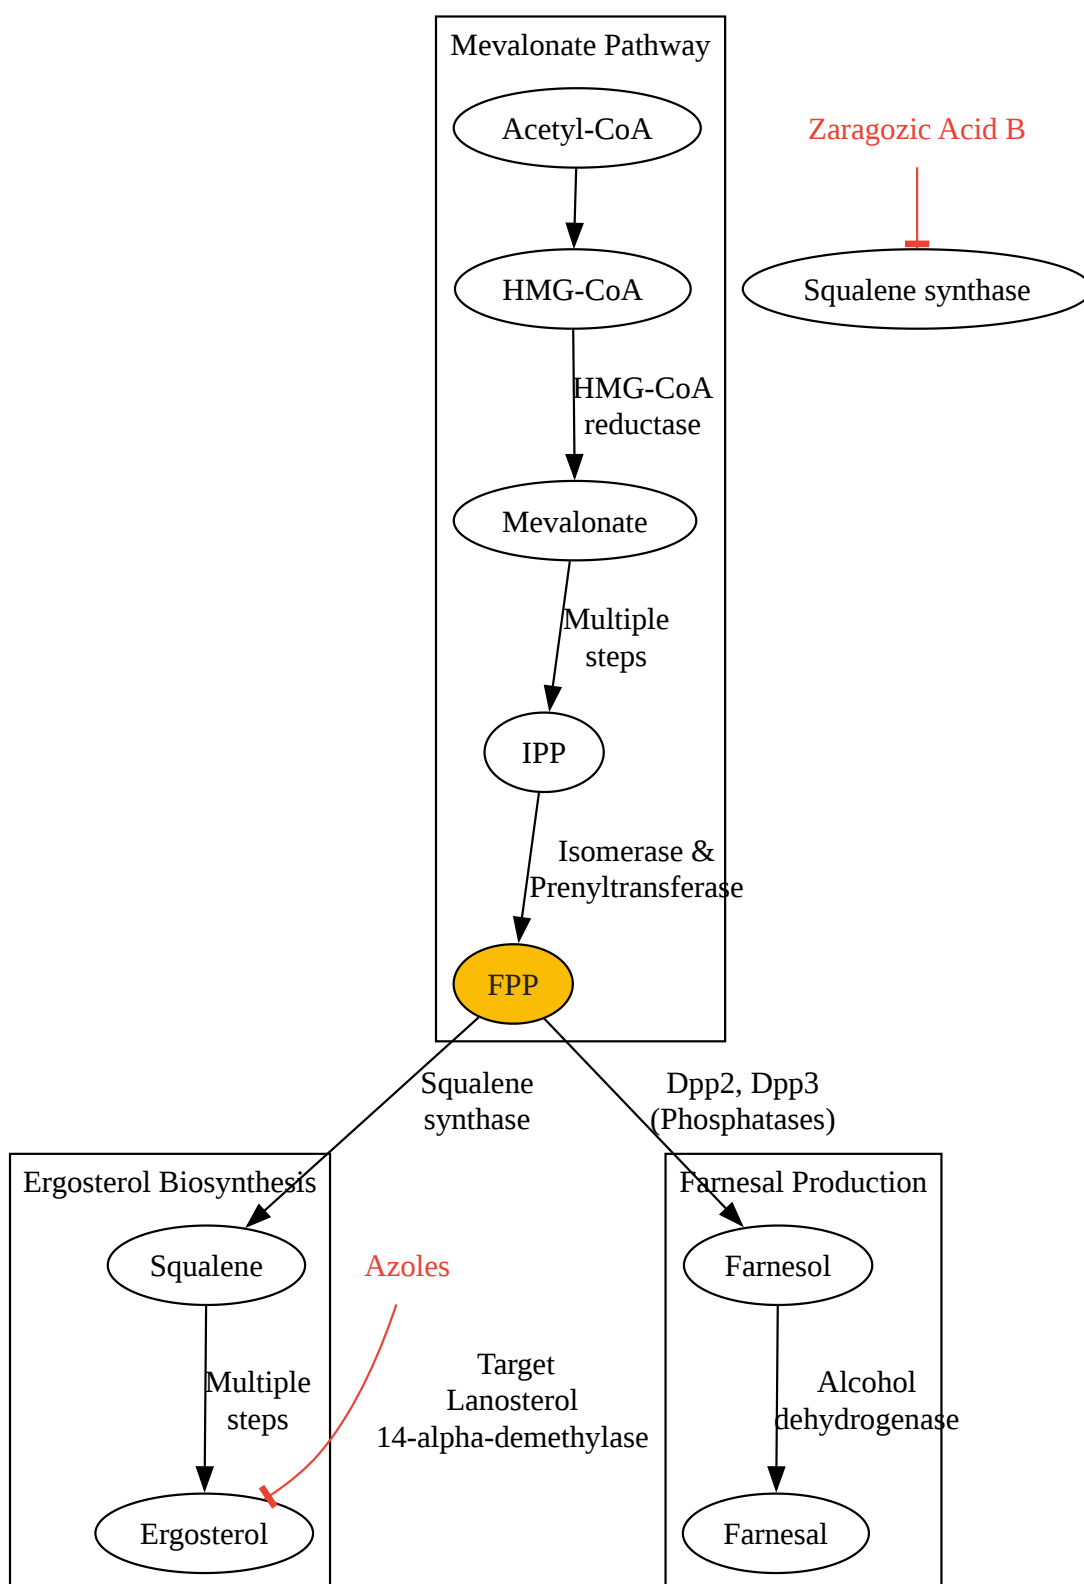 Mevalonate Pathway
Acetyl-CoA
Zaragozic Acid B
HMG-CoA
Squalene synthase
HMG-CoA
reductase
Mevalonate
Multiple
steps
IPP
Isomerase &
Prenyltransferase
FPP
Squalene
synthase
Dpp2, Dpp3
(Phosphatases)
Ergosterol Biosynthesis
Farnesal Production
Squalene
Azoles
Farnesol
Multiple
steps
Target
Lanosterol
14-alpha-demethylase
Alcohol
dehydrogenase
Ergosterol
Farnesal